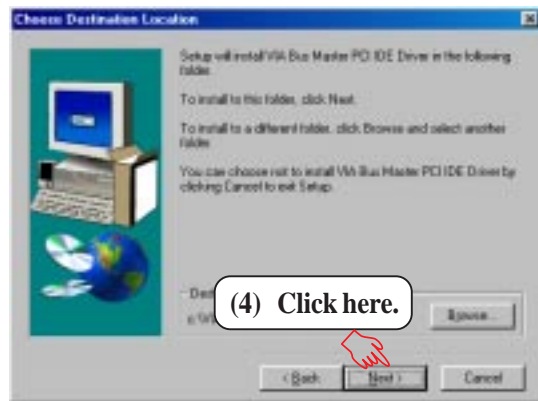 Choose Destination Location
Setup will install VIA Bus Master PCI IDE Driver in the following
folder.
To install to this folder, click Next.
To install to a different folder, click Browse and select another
folder.
You can choose not to install VIA Bus Master PCI IDE Driver by
clicking Cancel to exit Setup.
Dest
(4) Click here.
Browse...
< Back
Next >
Cancel